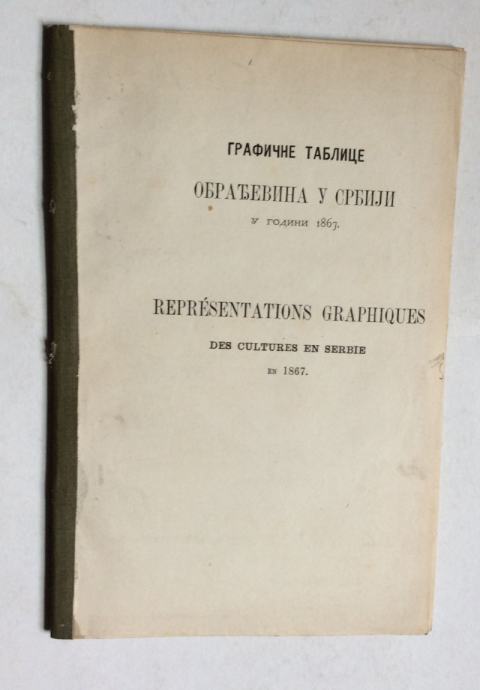 ГРАФИЧНЕ ТАБЛИЦЕ
ОБРАЂЕВИНА У СРБИЈИ
У ГОДИНИ 1867.
REPRÉSENTATIONS GRAPHIQUES
DES CULTURES EN SERBIE
EN 1867.